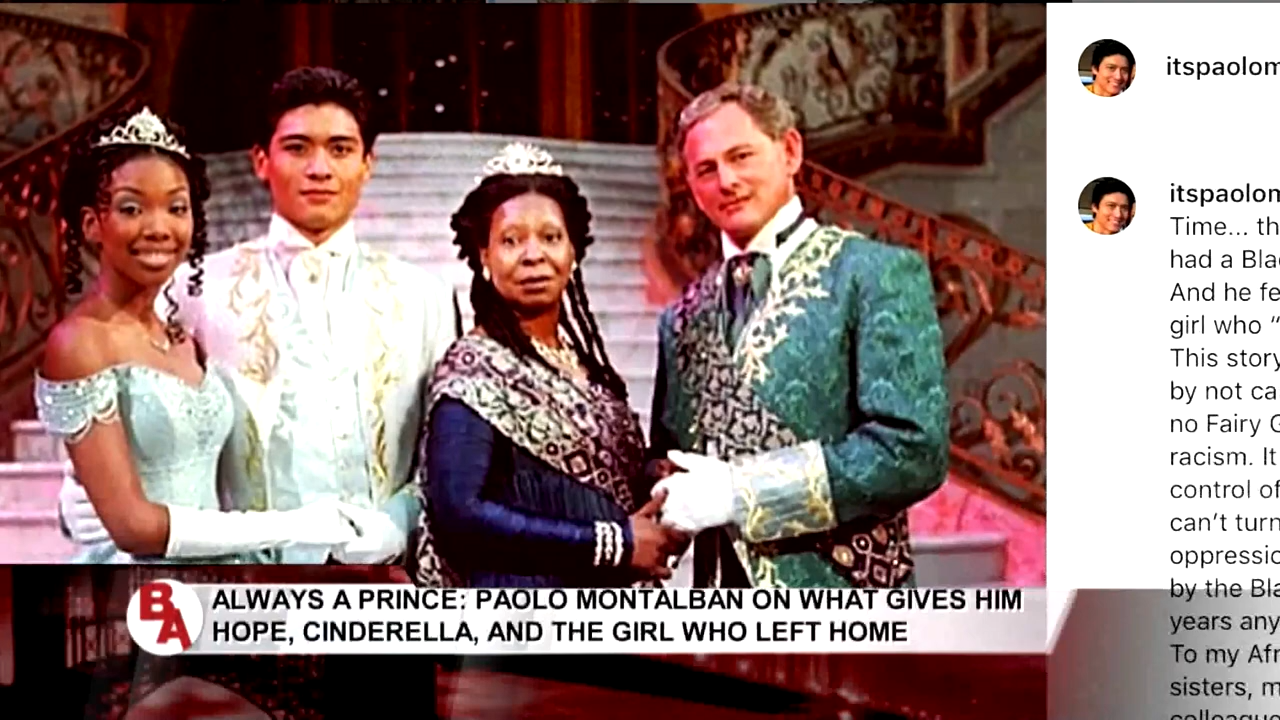 itspaolom
itspaolom
Time... th
had a Bla
And he fe
girl who “
This story
by not ca
no Fairy G
racism. It
control of
can’t turn
oppressio
by the Bla
years any
To my Afr
sisters, m
colleague
BA
ALWAYS A PRINCE: PAOLO MONTALBAN ON WHAT GIVES HIM
HOPE, CINDERELLA, AND THE GIRL WHO LEFT HOME